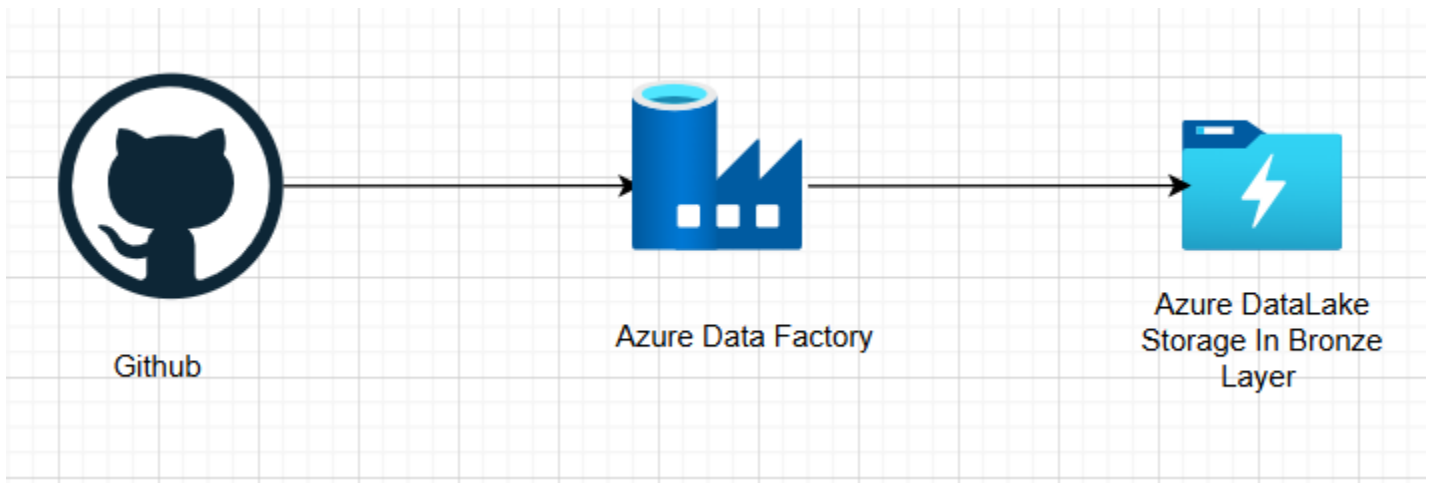 Github
Azure Data Factory
Azure DataLake
Storage In Bronze
Layer